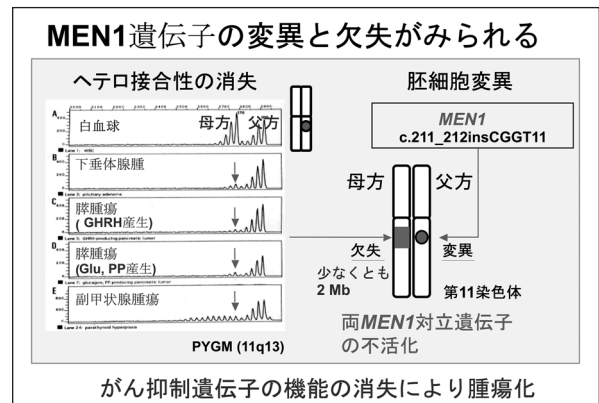 MEN1遺伝子の変異と欠失がみられる
ヘテロ接合性の消失
胚細胞変異
A
白血球
母方
父方
MEN1
c.211_212insCGGT11
B
下垂体腺腫
母方
父方
C
膵腫瘍
( GHRH産生)
D
膵腫瘍
(Glu, PP産生)
欠失
変異
少なくとも
2 Mb
第11染色体
E
副甲状腺腫瘍
両MEN1対立遺伝子
の不活化
PYGM (11q13)
がん抑制遺伝子の機能の消失により腫瘍化